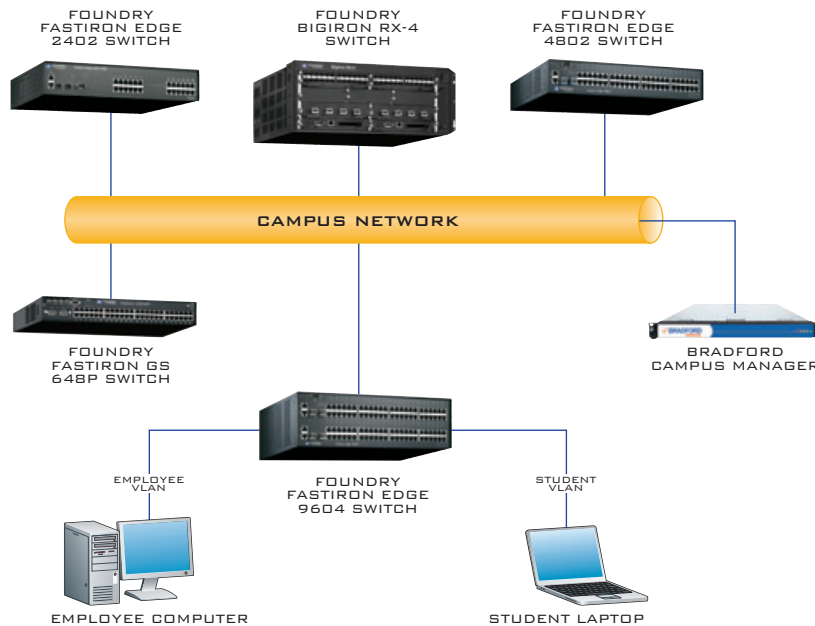 FOUNDRY
FASTIRON EDGE
2402 SWITCH
FOUNDRY
BIGIRON RX-4
SWITCH
FOUNDRY
FASTIRON EDGE
4802 SWITCH
CAMPUS NETWORK
FOUNDRY
FASTIRON GS
648P SWITCH
BRADFORD
BRADFORD
CAMPUS MANAGER
FOUNDRY
FASTIRON EDGE
9604 SWITCH
EMPLOYEE
VLAN
STUDENT
VLAN
EMPLOYEE COMPUTER
STUDENT LAPTOP